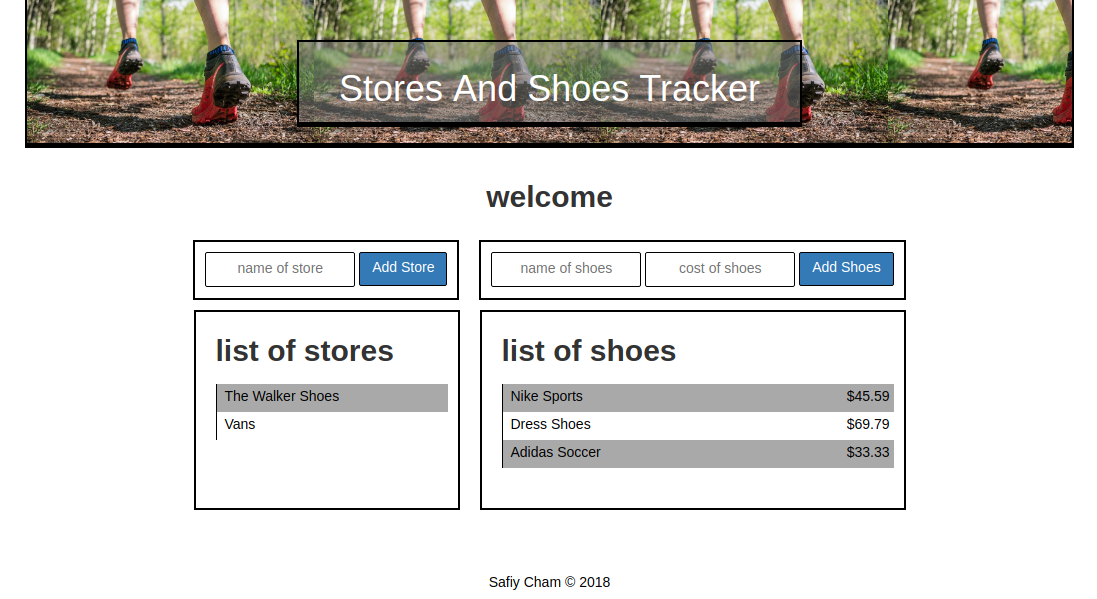 Stores And Shoes Tracker
welcome
name of store Add Store
name of shoes cost of shoes Add Shoes
list of stores
The Walker Shoes
Vans
list of shoes
Nike Sports $45.59
Dress Shoes $69.79
Adidas Soccer $33.33
Safiy Cham © 2018